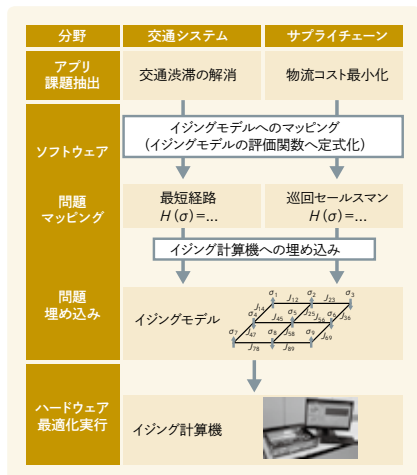 分野 交通システム サプライチェーン
アプリ
課題抽出
交通渋滞の解消 物流コスト最小化
イジングモデルへのマッピング
(イジングモデルの評価関数へ定式化)
ソフトウェア
問題
マッピング
最短経路
H(σ)=...
巡回セールスマン
H(σ)=...
イジング計算機への埋め込み
問題
埋め込み
イジングモデル
σ1 J12 σ2 J23 σ3
J14 J25 J36
σ4 J45 σ5 J56 σ6
J47 J58 J69
σ7 J78 σ8 J89 σ9
ハードウェア
最適化実行
イジング計算機